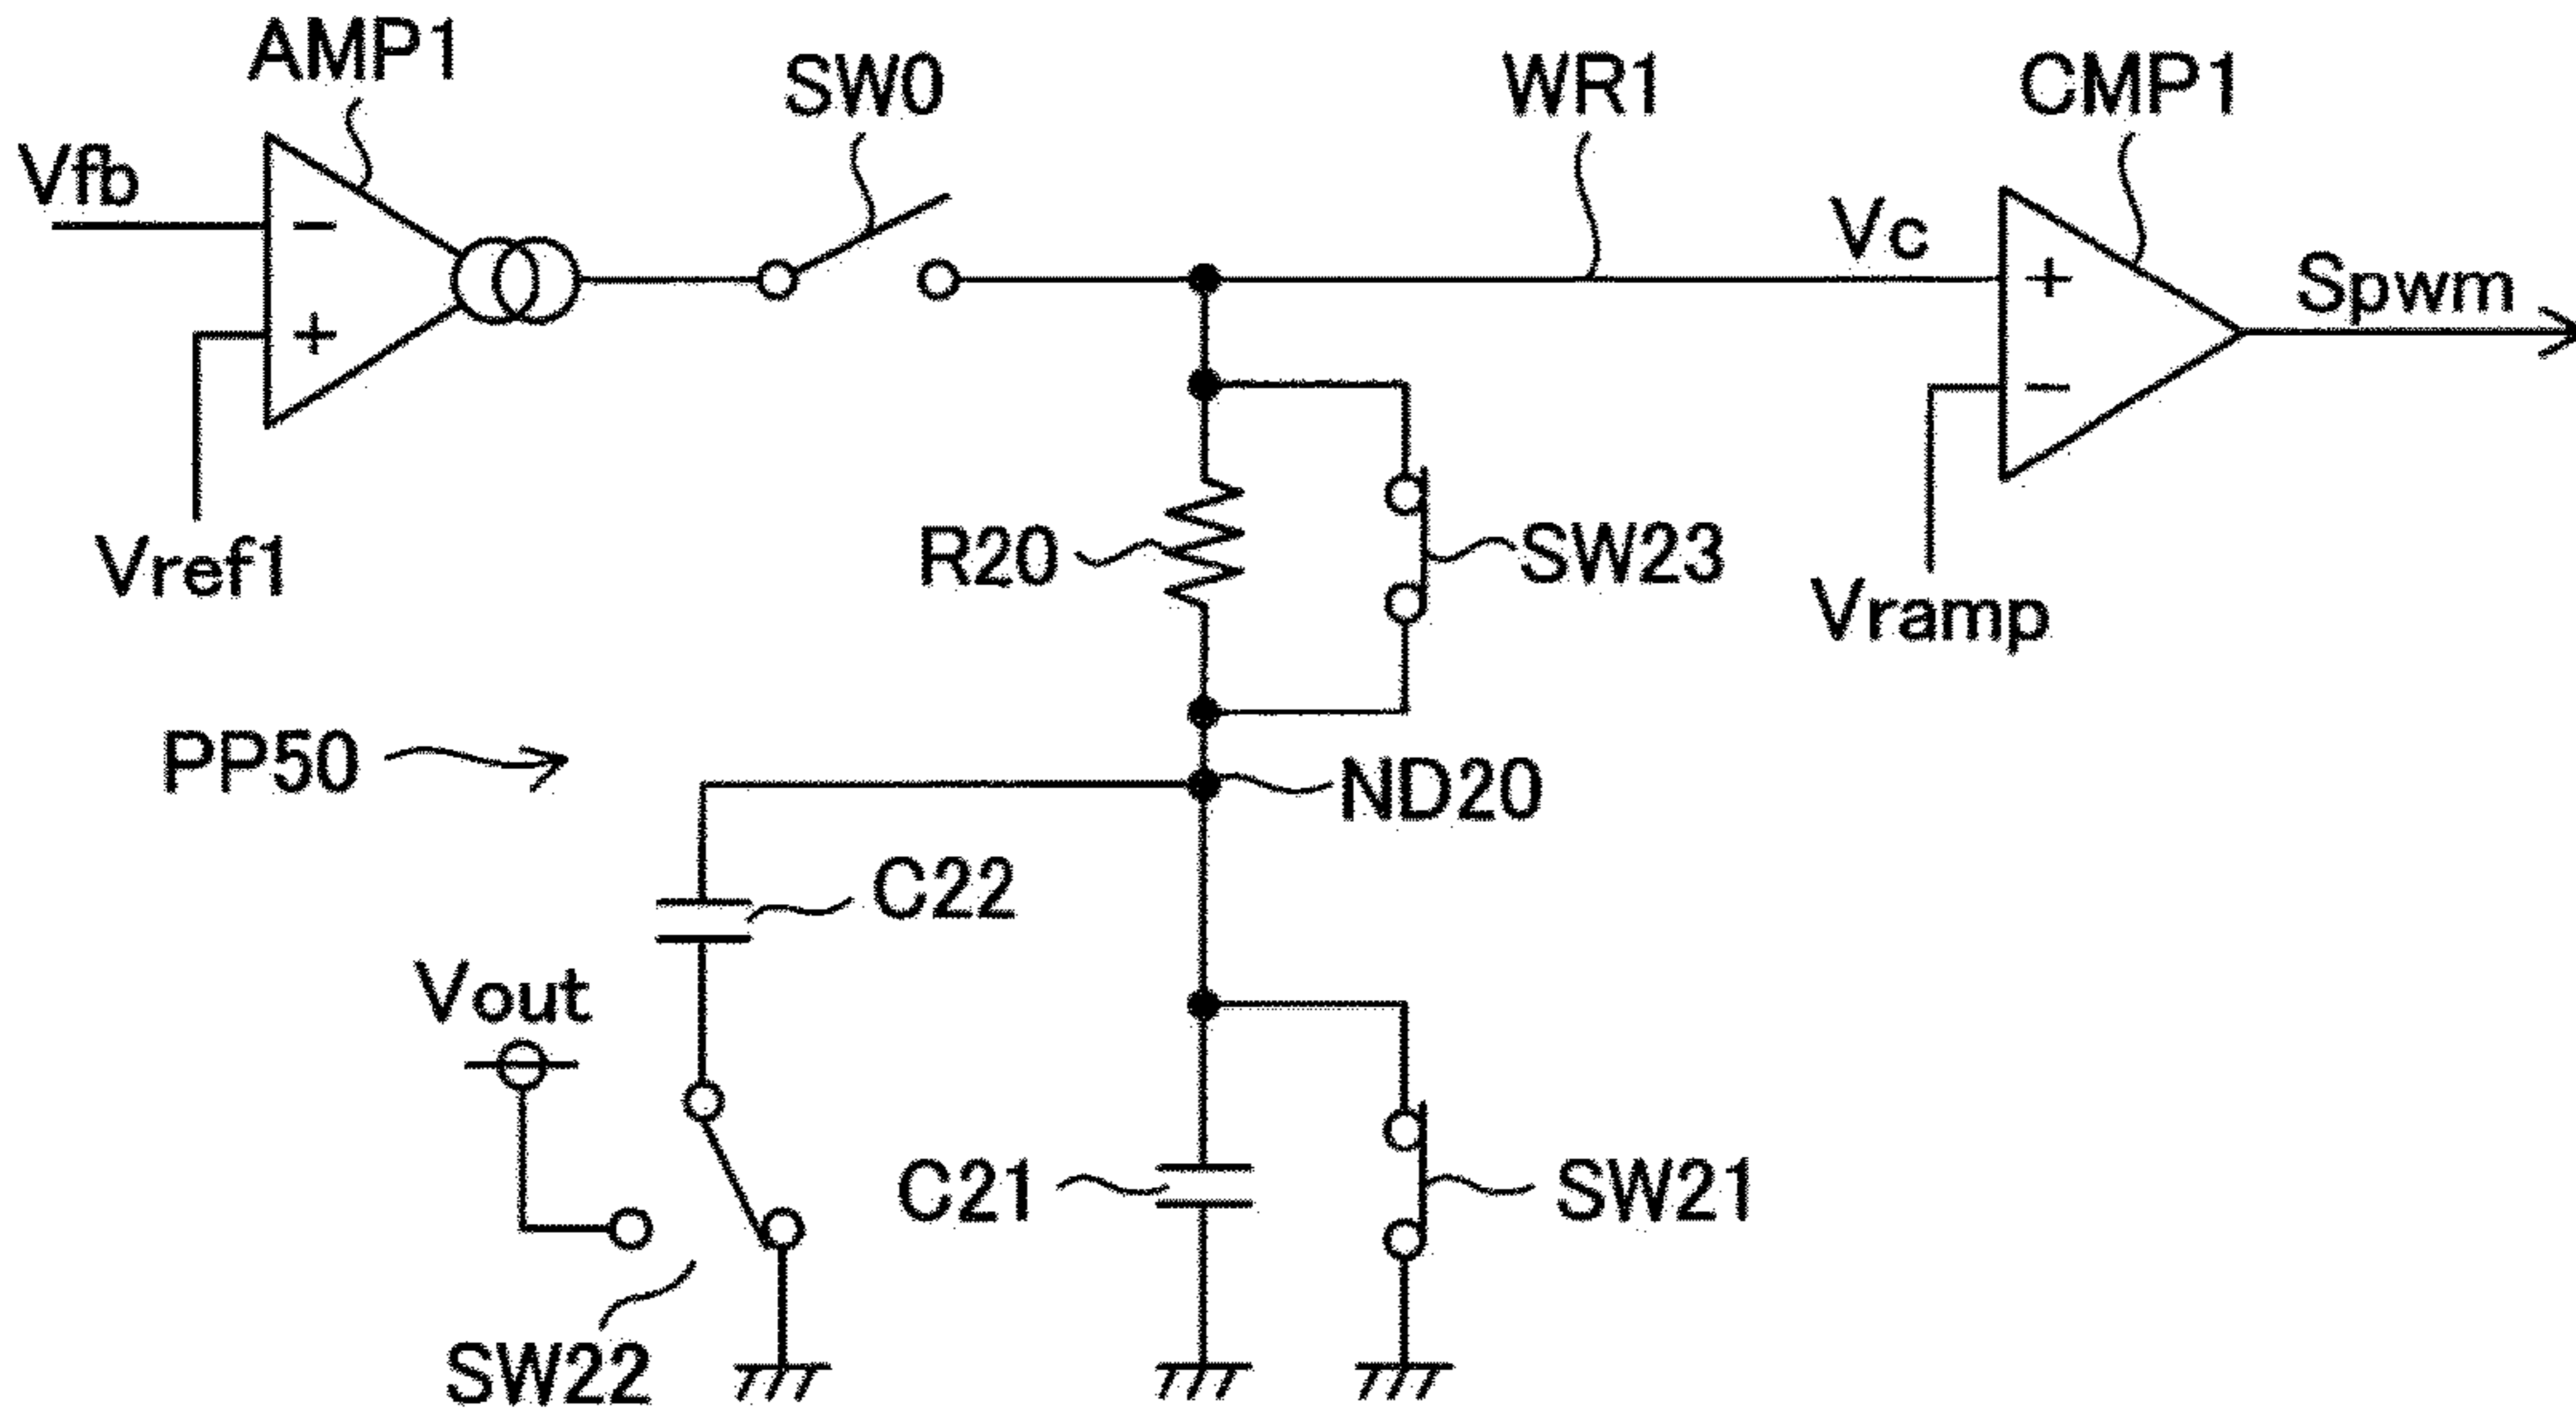 AMP1
SW0
WR1
CMP1
Vfb
−
+
Vref1
Vc
+
−
Spwm
Vramp
R20
SW23
PP50
ND20
C22
Vout
C21
SW21
SW22